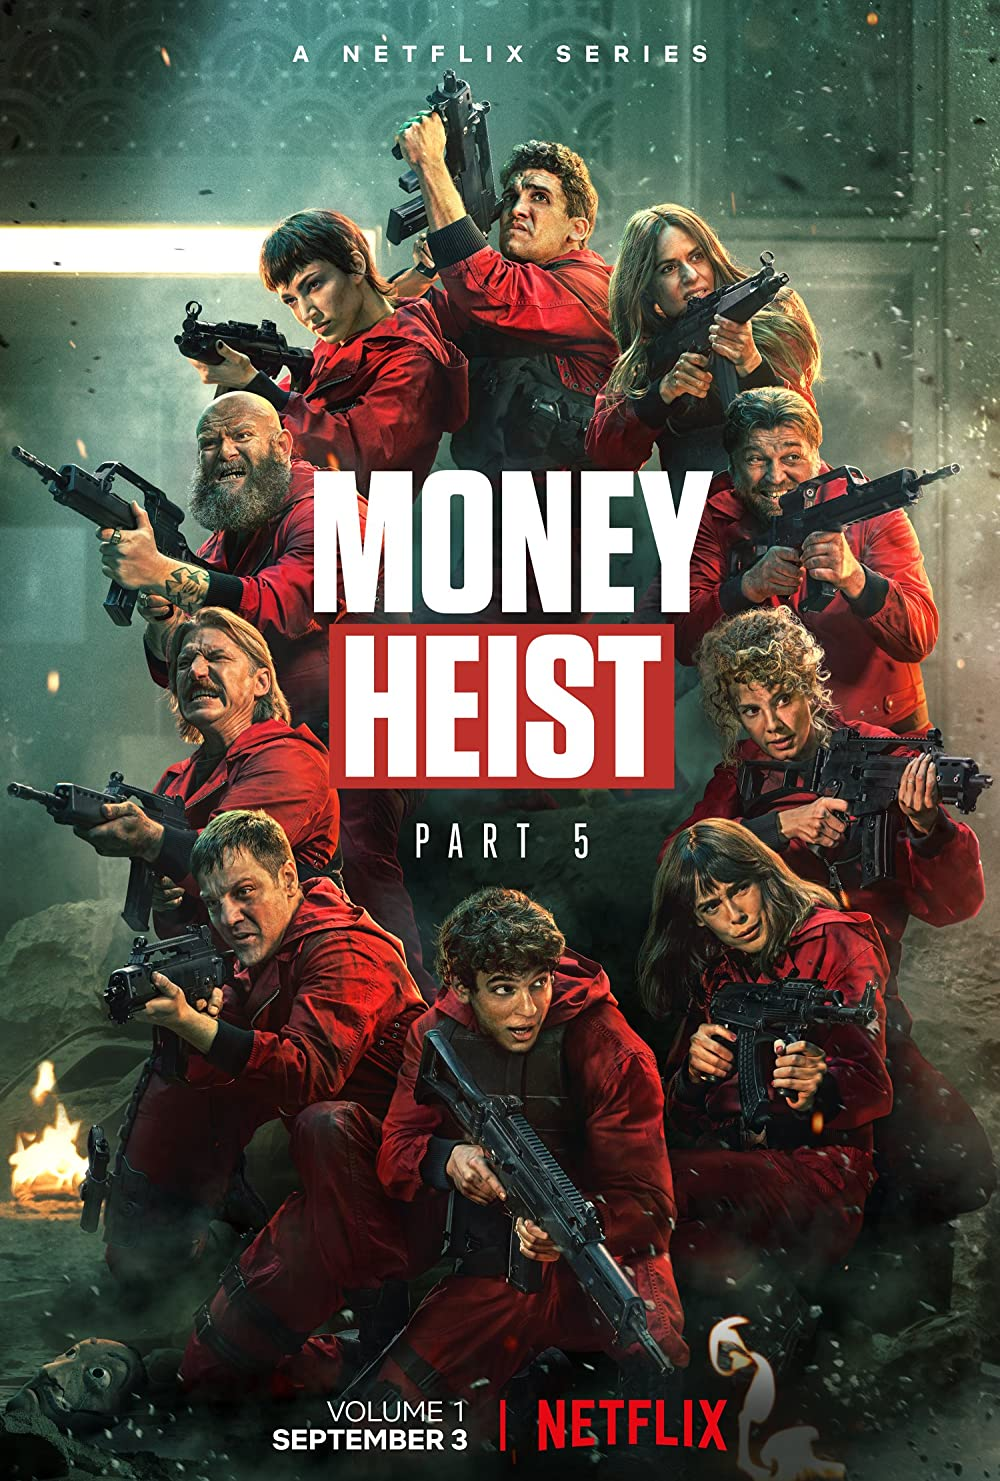 A NETFLIX SERIES
MONEY
HEIST
PART 5
VOLUME 1
SEPTEMBER 3
NETFLIX